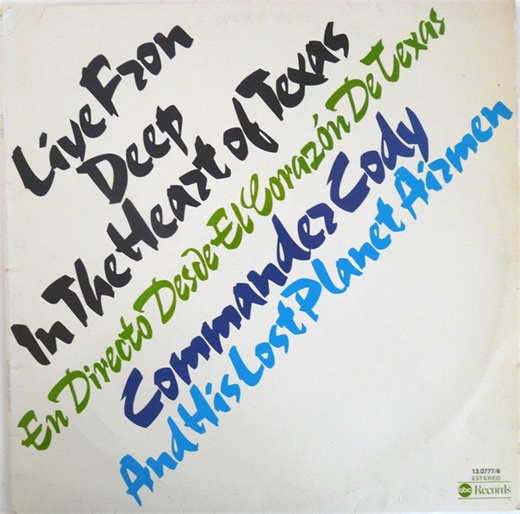 Live From
Deep
In The Heart of Texas
En Directo Desde El Corazón De Texas
Commander Cody
And His Lost Planet Airmen
13.0777/6
ESTEREO
abc Records